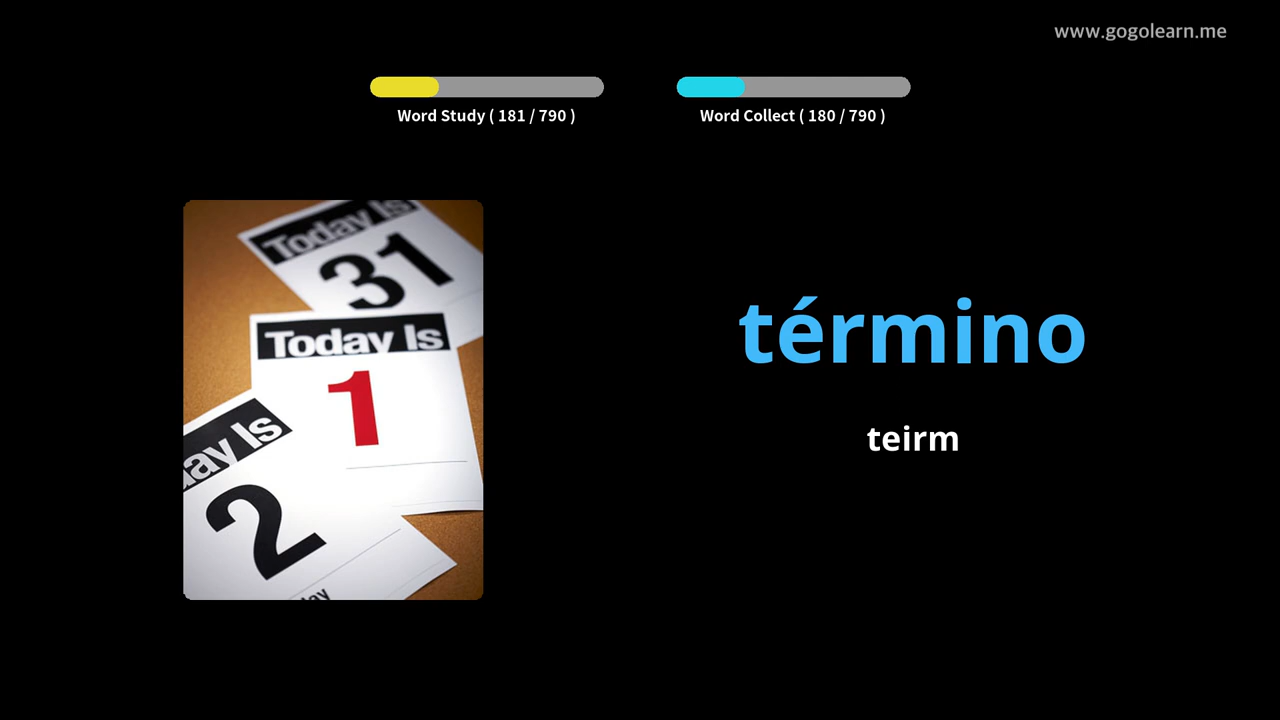 www.gogolearn.me
Word Study ( 181 / 790 )
Word Collect ( 180 / 790 )
Today Is
31
Today Is
1
ay Is
2
ay
término
teirm